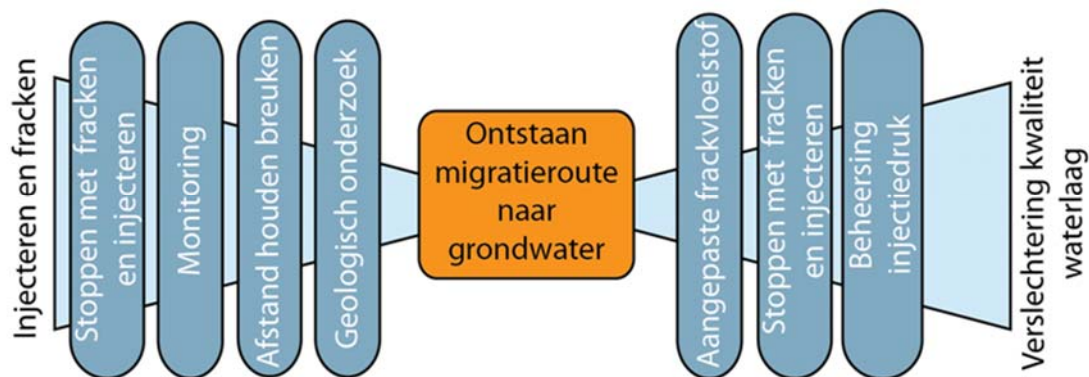 Injecteren en fracken
Stoppen met fracken
en injecteren
Monitoring
Afstand houden breuken
Geologisch onderzoek
Ontstaan
migratieroute
naar
grondwater
Aangepaste frackvloeistof
Stoppen met fracken
en injecteren
Beheersing
injectiedruk
Verslechtering kwaliteit
waterlaag